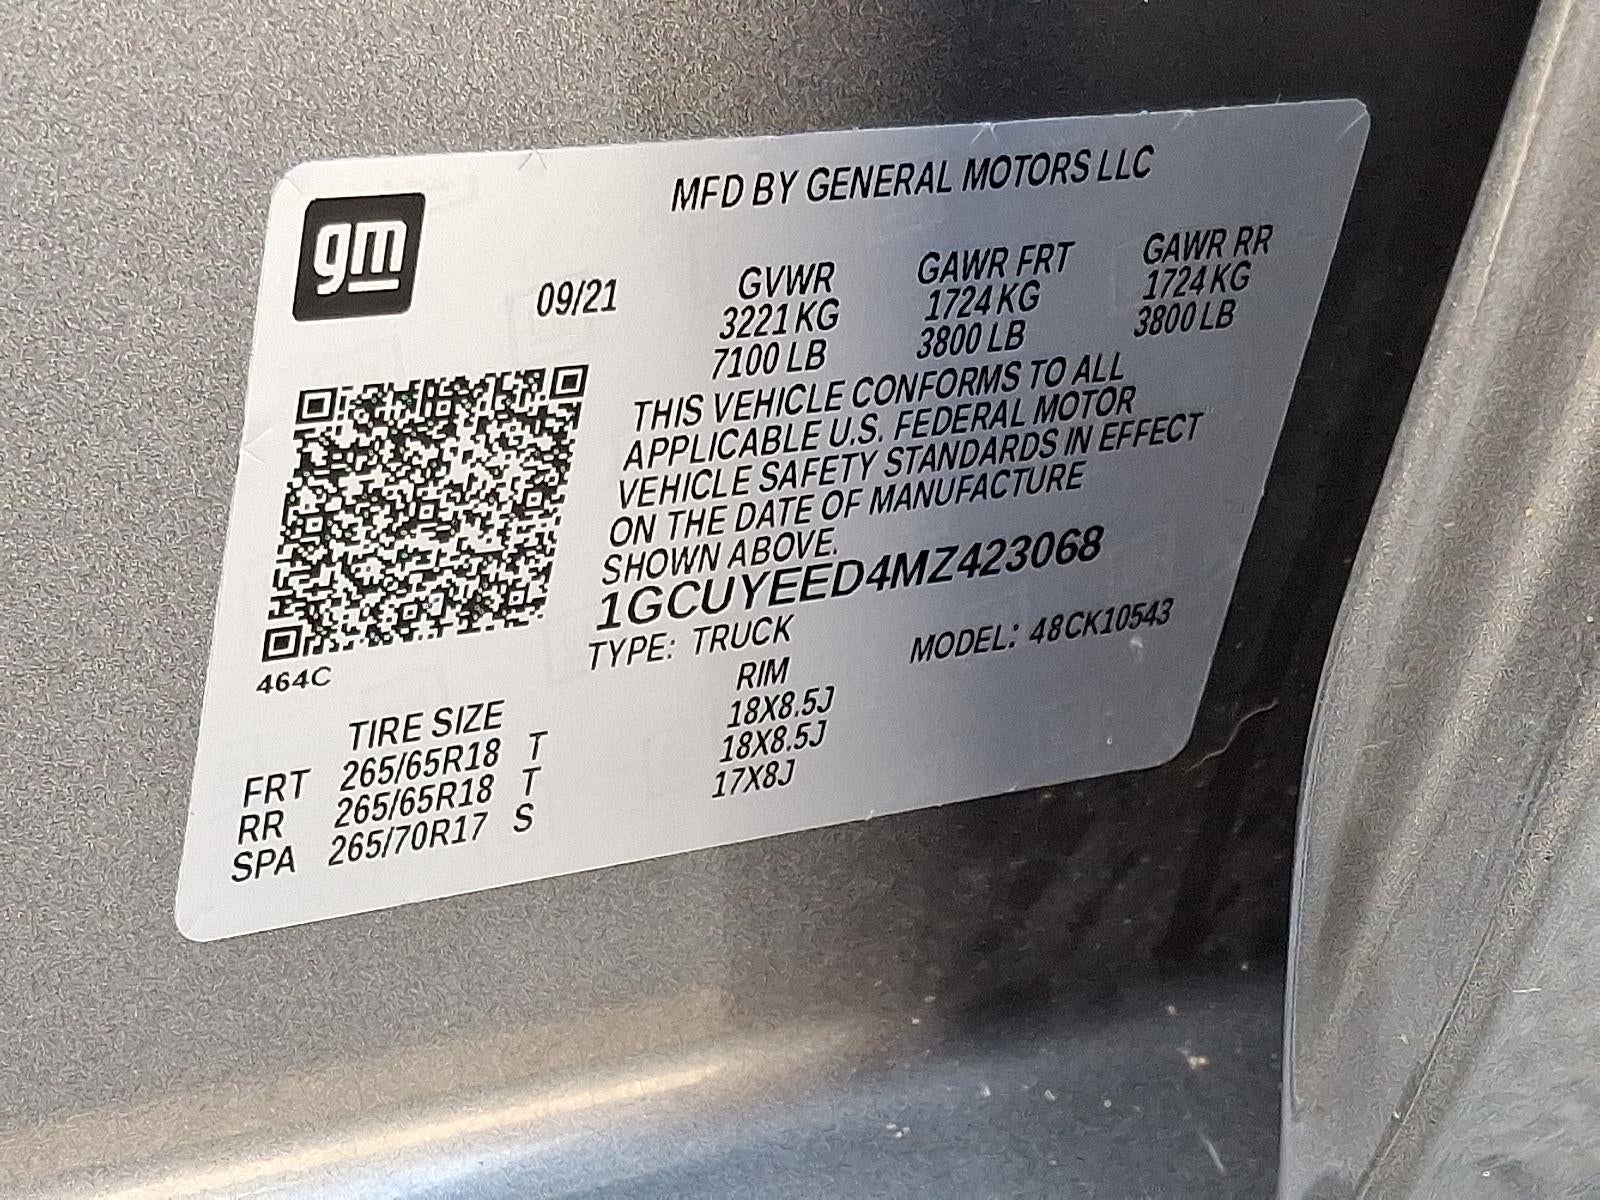 gm
MFD BY GENERAL MOTORS LLC
09/21
GVWR GAWR FRT GAWR RR
3221 KG 1724 KG 1724 KG
7100 LB 3800 LB 3800 LB
THIS VEHICLE CONFORMS TO ALL
APPLICABLE U.S. FEDERAL MOTOR
VEHICLE SAFETY STANDARDS IN EFFECT
ON THE DATE OF MANUFACTURE
SHOWN ABOVE.
1GCUYEED4MZ423068
TYPE: TRUCK MODEL: 48CK10543
464C
TIRE SIZE RIM
FRT 265/65R18 T 18X8.5J
RR 265/65R18 T 18X8.5J
SPA 265/70R17 S 17X8J